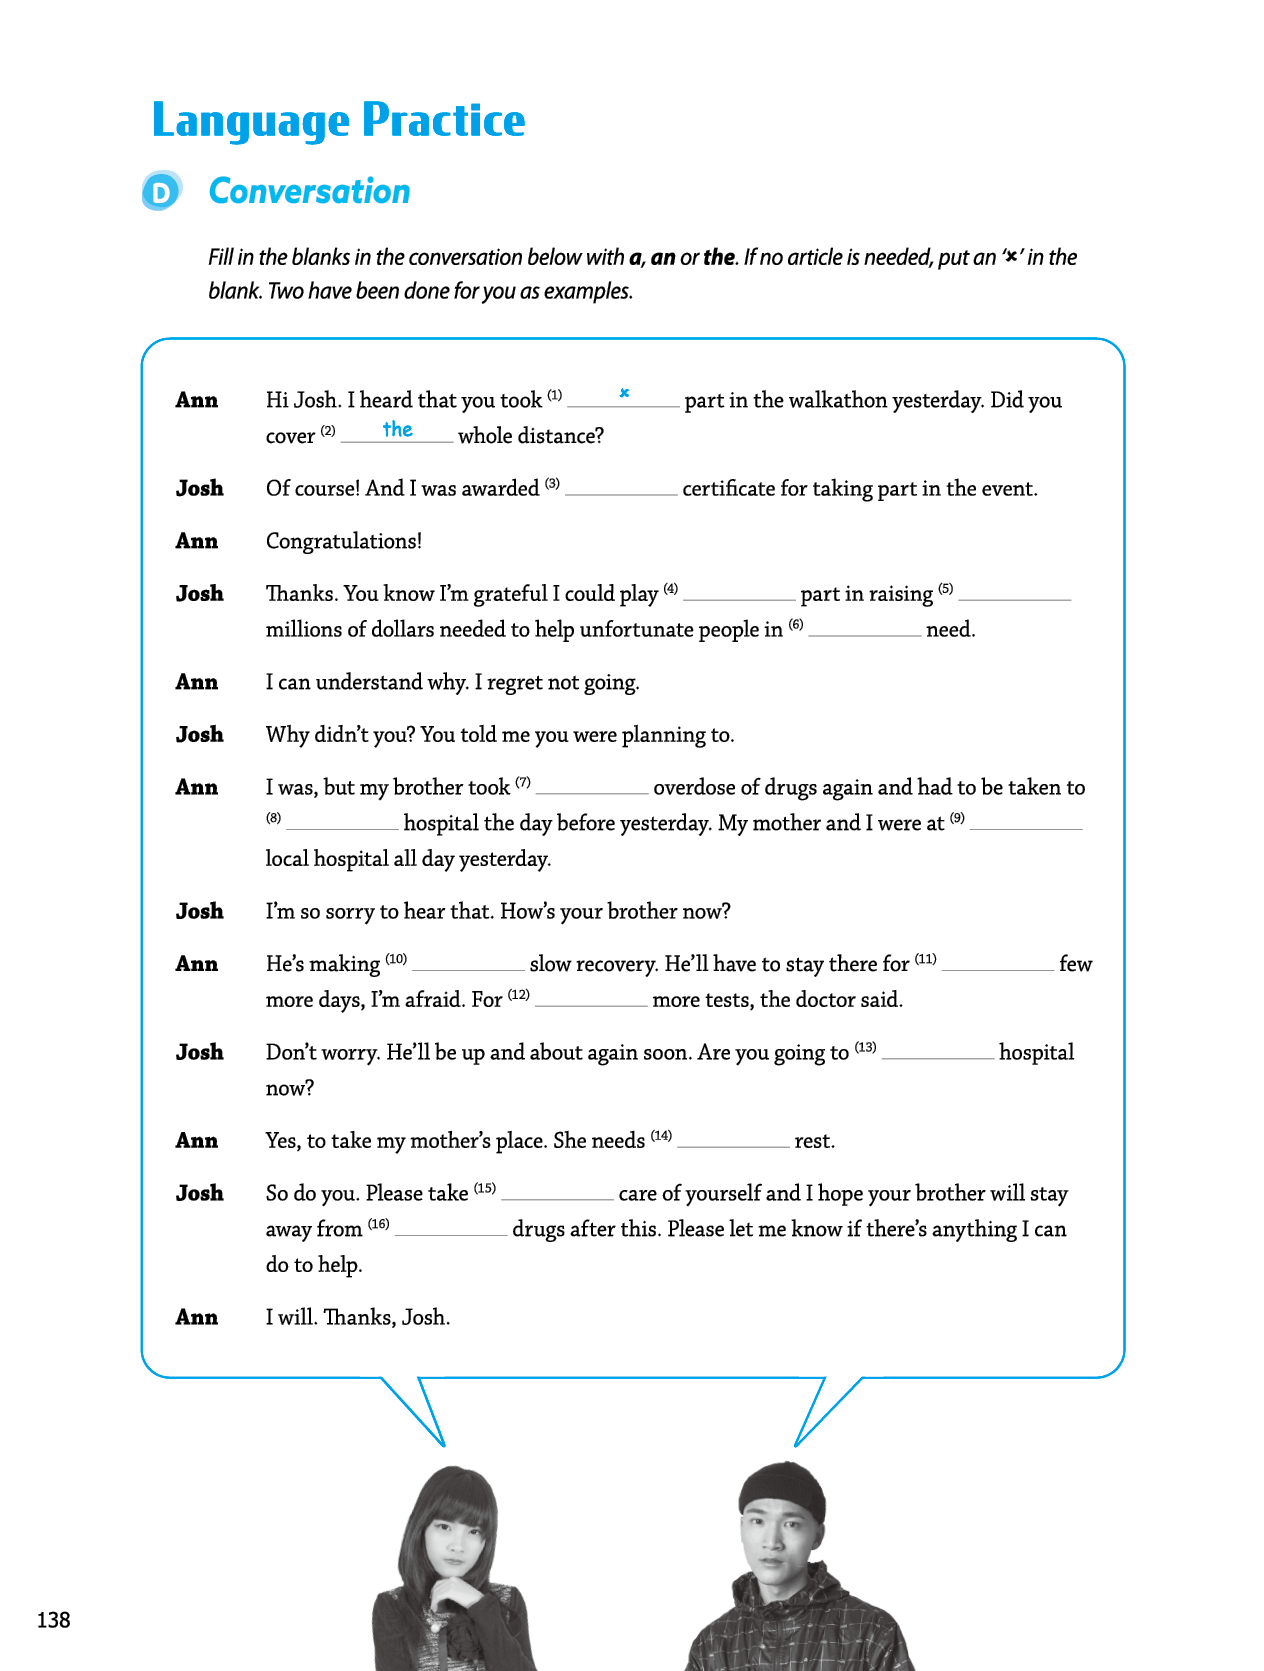 Language Practice
D Conversation
Fill in the blanks in the conversation below with a, an or the. If no article is needed, put an ‘×’ in the
blank. Two have been done for you as examples.
Ann Hi Josh. I heard that you took (1) × part in the walkathon yesterday. Did you
cover (2) the whole distance?
Josh Of course! And I was awarded (3) ________ certificate for taking part in the event.
Ann Congratulations!
Josh Thanks. You know I’m grateful I could play (4) ________ part in raising (5) ________
millions of dollars needed to help unfortunate people in (6) ________ need.
Ann I can understand why. I regret not going.
Josh Why didn’t you? You told me you were planning to.
Ann I was, but my brother took (7) ________ overdose of drugs again and had to be taken to
(8) ________ hospital the day before yesterday. My mother and I were at (9) ________
local hospital all day yesterday.
Josh I’m so sorry to hear that. How’s your brother now?
Ann He’s making (10) ________ slow recovery. He’ll have to stay there for (11) ________ few
more days, I’m afraid. For (12) ________ more tests, the doctor said.
Josh Don’t worry. He’ll be up and about again soon. Are you going to (13) ________ hospital
now?
Ann Yes, to take my mother’s place. She needs (14) ________ rest.
Josh So do you. Please take (15) ________ care of yourself and I hope your brother will stay
away from (16) ________ drugs after this. Please let me know if there’s anything I can
do to help.
Ann I will. Thanks, Josh.
138